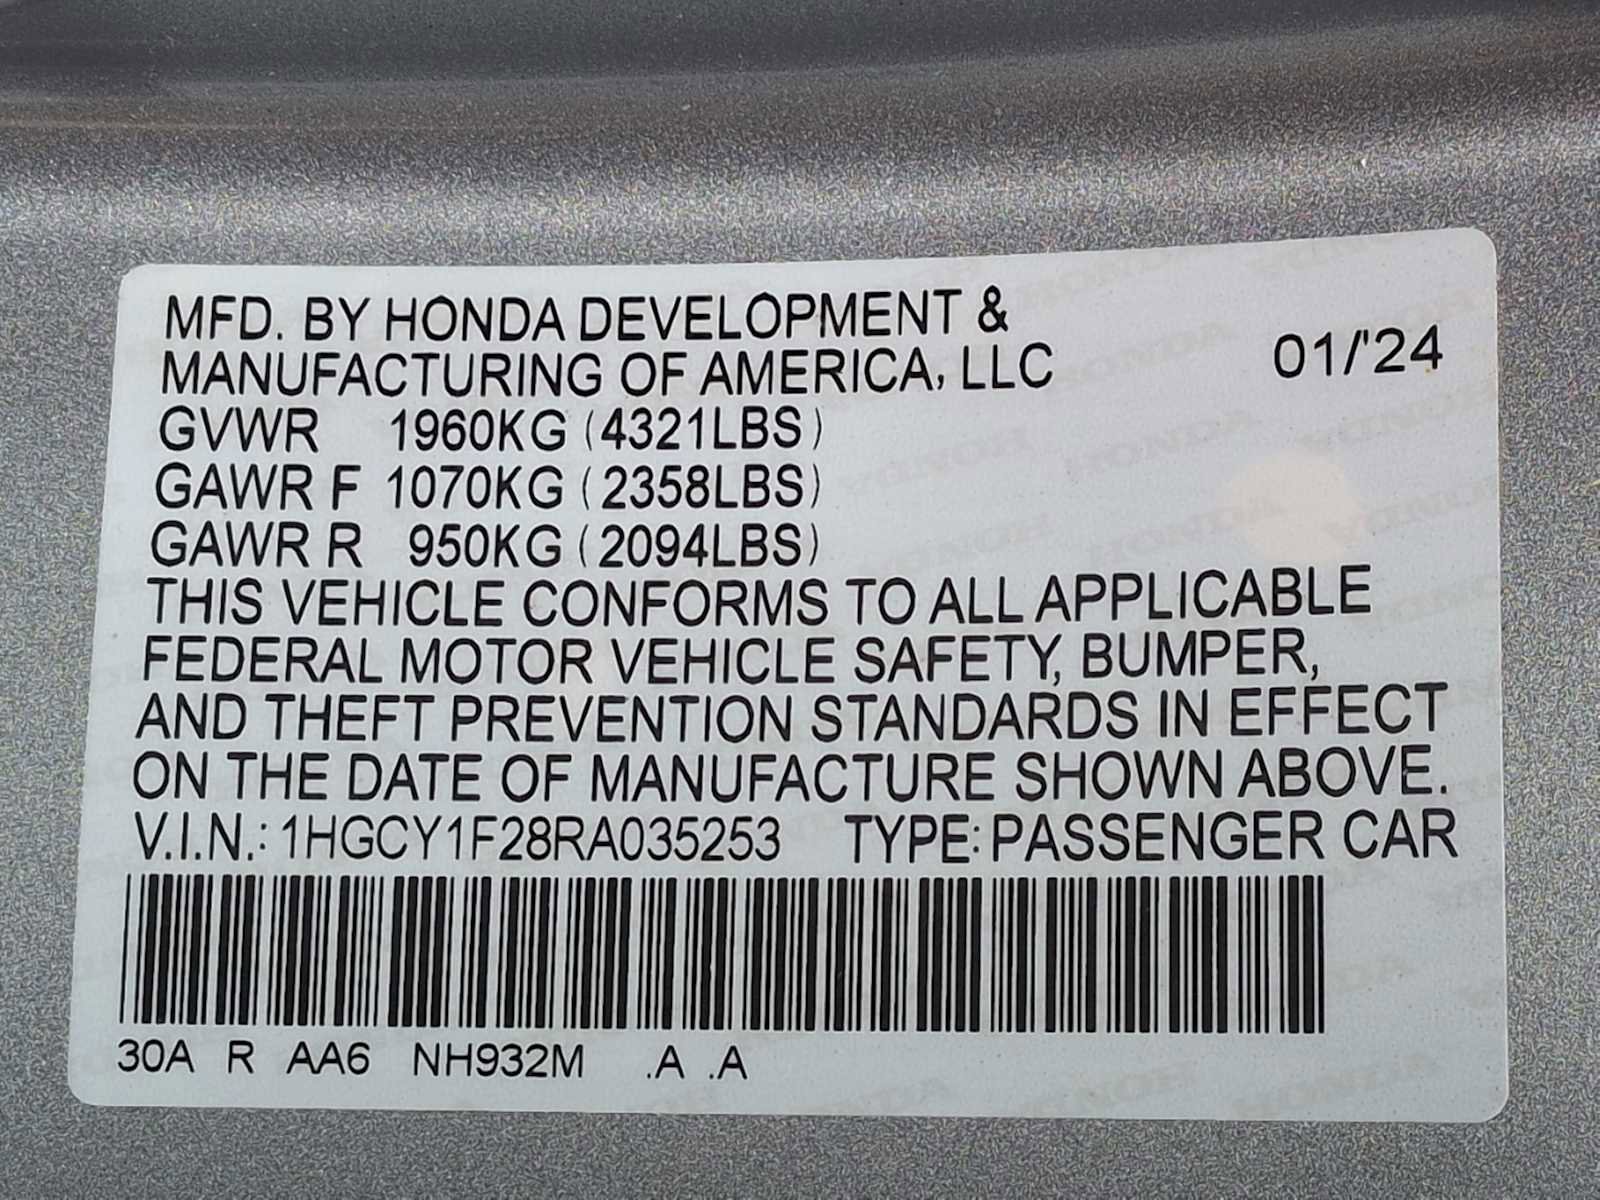 MFD. BY HONDA DEVELOPMENT &
MANUFACTURING OF AMERICA, LLC 01/'24
GVWR 1960KG (4321LBS)
GAWR F 1070KG (2358LBS)
GAWR R 950KG (2094LBS)
THIS VEHICLE CONFORMS TO ALL APPLICABLE
FEDERAL MOTOR VEHICLE SAFETY, BUMPER,
AND THEFT PREVENTION STANDARDS IN EFFECT
ON THE DATE OF MANUFACTURE SHOWN ABOVE.
V.I.N.: 1HGCY1F28RA035253 TYPE: PASSENGER CAR
30A R AA6 NH932M .A .A